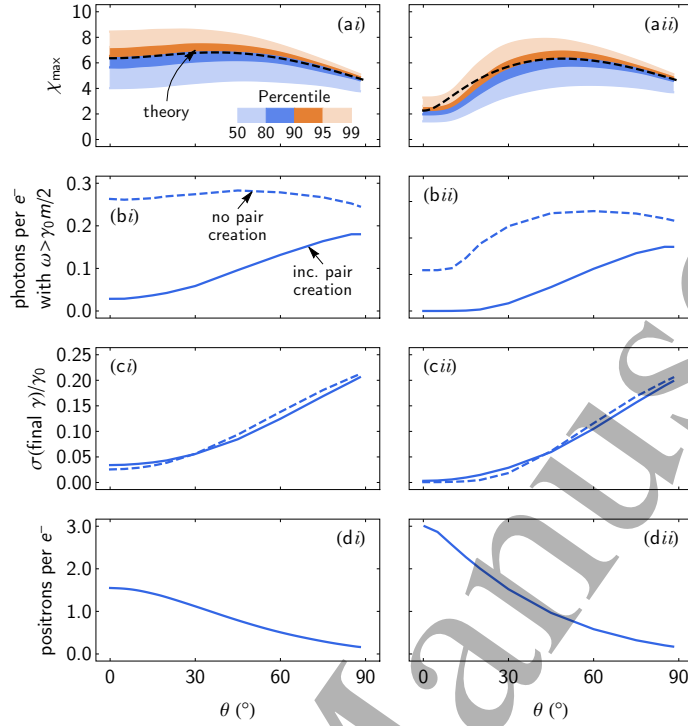 (ai)
(aii)
10
8
6
4
2
0
χmax
theory
Percentile
50 80 90 95 99
0.3
0.2
0.1
0.0
photons per e⁻
with ω>γ₀m/2
(bi)
no pair
creation
inc. pair
creation
(bii)
0.25
0.20
0.15
0.10
0.05
0.00
σ(final γ)/γ₀
(ci)
(cii)
3.0
2.0
1.0
0.0
positrons per e⁻
(di)
(dii)
0 30 60 90
0 30 60 90
θ (°)
θ (°)